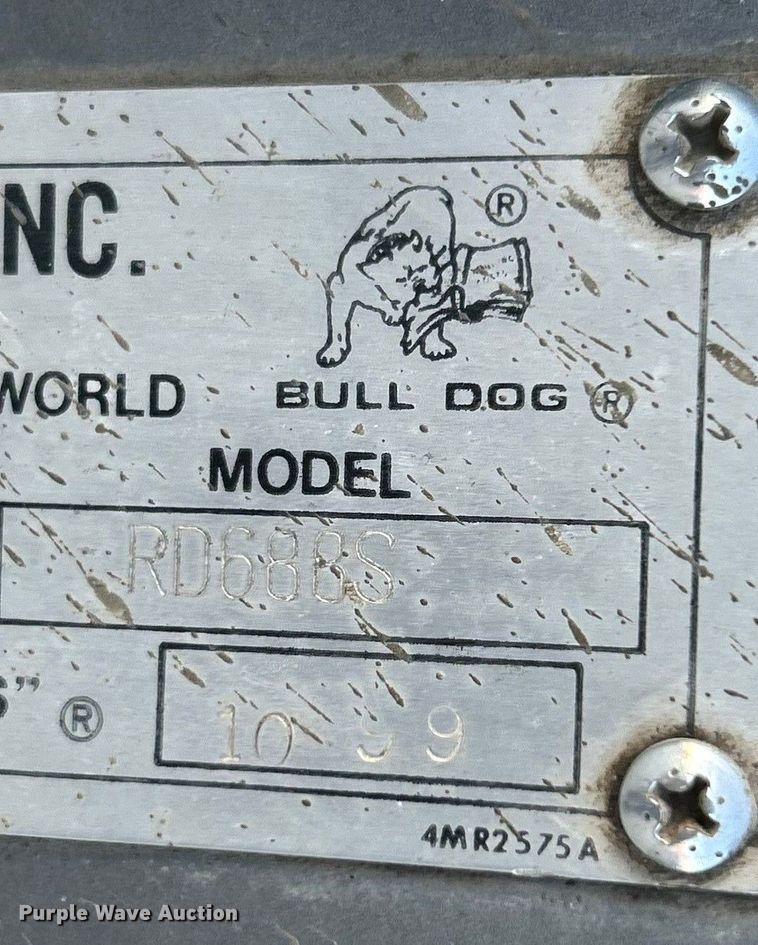 NC.
®
WORLD
BULL DOG ®
MODEL
RD688S
" ®
10 99
4MR2575A
Purple Wave Auction